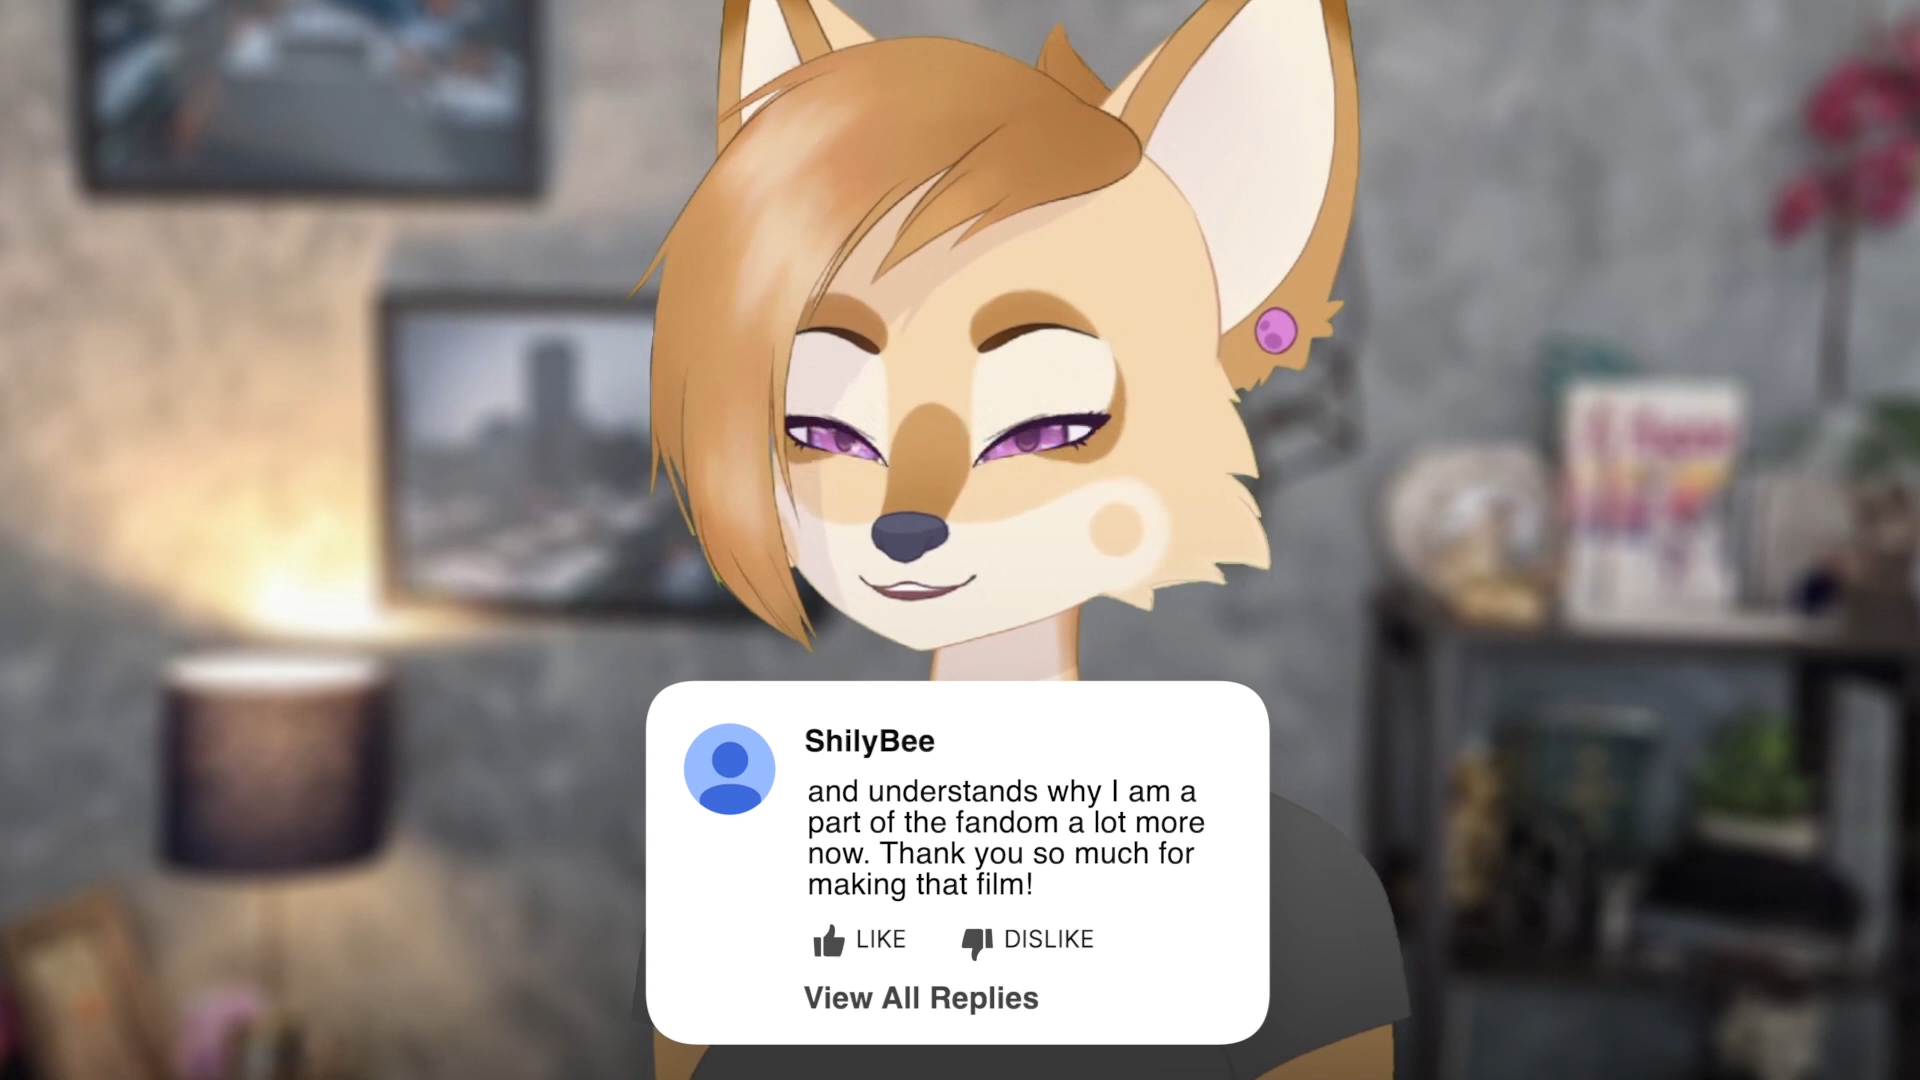 ShilyBee
and understands why I am a
part of the fandom a lot more
now. Thank you so much for
making that film!
LIKE DISLIKE
View All Replies